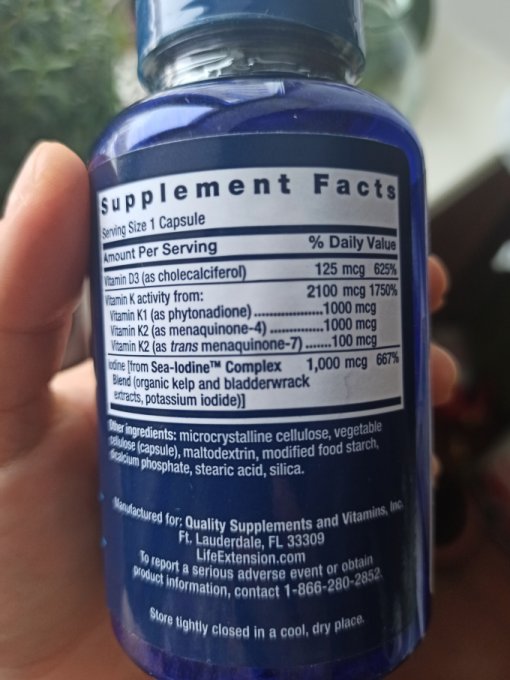 Supplement Facts
Serving Size 1 Capsule
Amount Per Serving % Daily Value
Vitamin D3 (as cholecalciferol) 125 mcg 625%
Vitamin K activity from: 2100 mcg 1750%
Vitamin K1 (as phytonadione) ..................1000 mcg
Vitamin K2 (as menaquinone-4) ..............1000 mcg
Vitamin K2 (as trans menaquinone-7) .......100 mcg
Iodine [from Sea-Iodine™ Complex 1,000 mcg 667%
Blend (organic kelp and bladderwrack
extracts, potassium iodide)]
Other ingredients: microcrystalline cellulose, vegetable
cellulose (capsule), maltodextrin, modified food starch,
dicalcium phosphate, stearic acid, silica.
Manufactured for: Quality Supplements and Vitamins, Inc.
Ft. Lauderdale, FL 33309
LifeExtension.com
To report a serious adverse event or obtain
product information, contact 1-866-280-2852.
Store tightly closed in a cool, dry place.